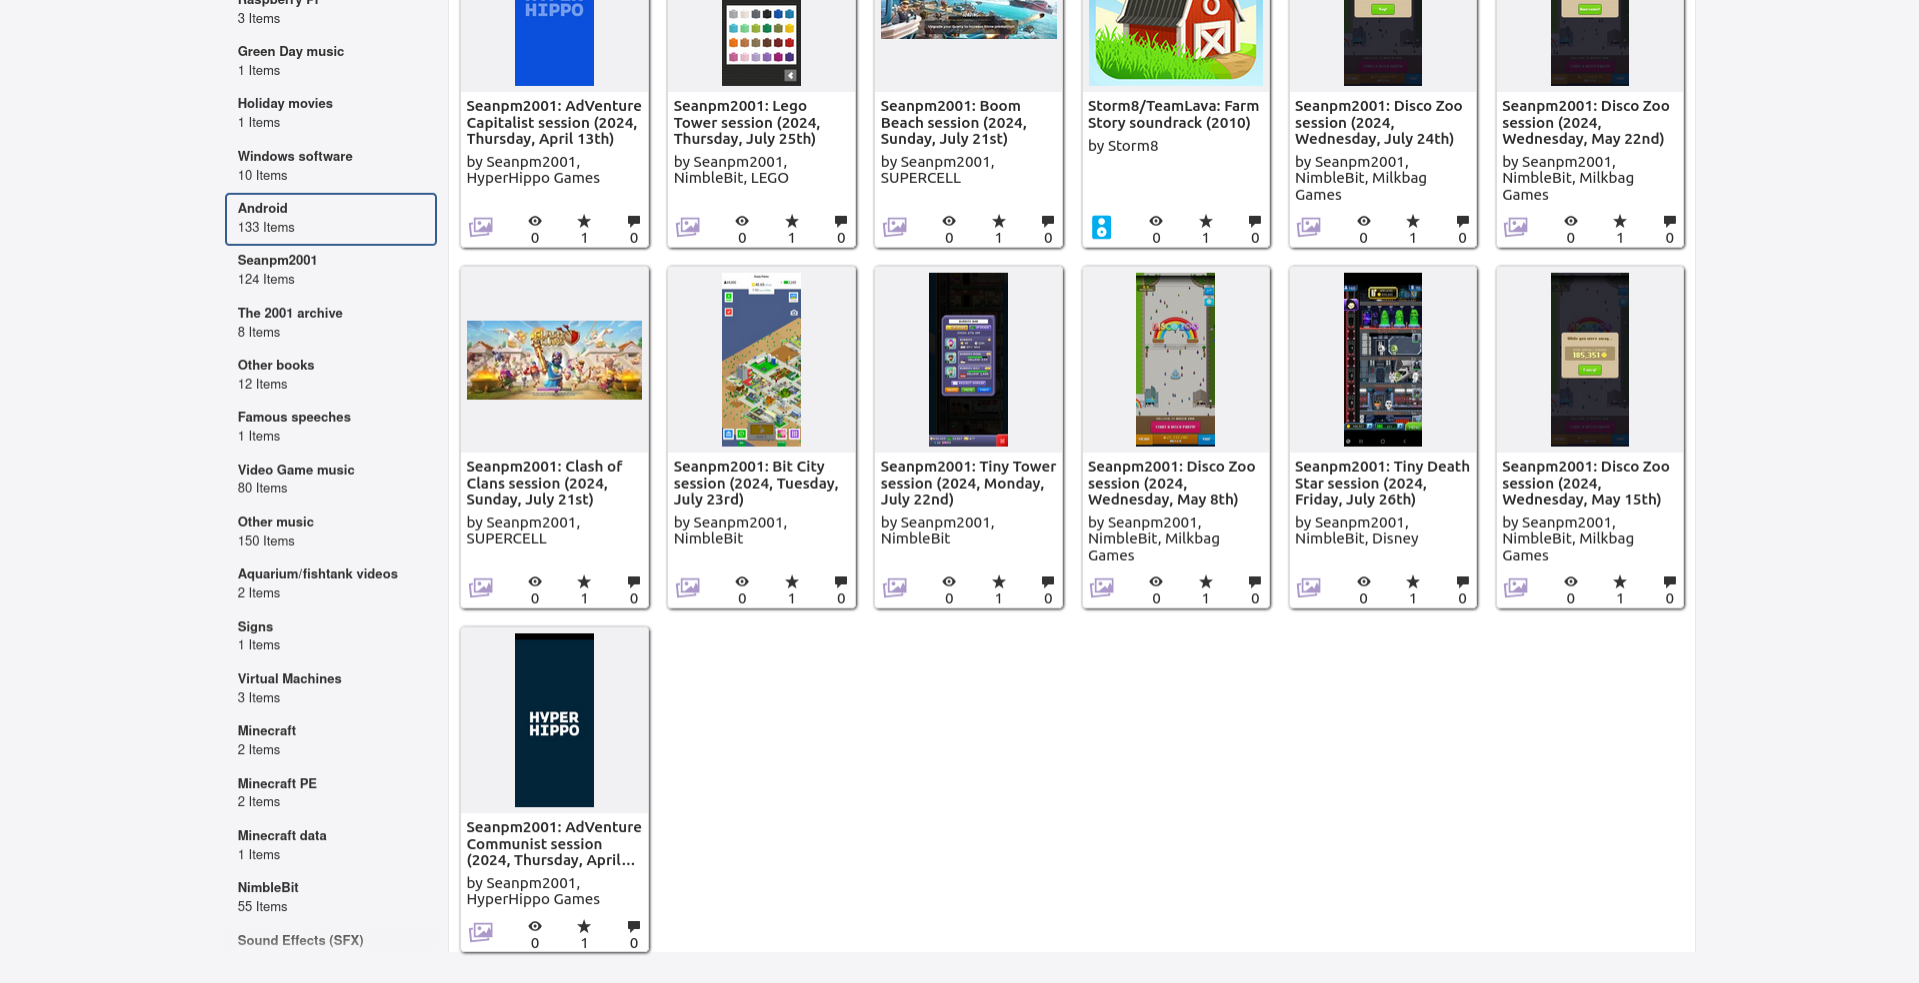 Raspberry Pi
3 Items
Green Day music
1 Items
Holiday movies
1 Items
Windows software
10 Items
Android
133 Items
Seanpm2001
124 Items
The 2001 archive
8 Items
Other books
12 Items
Famous speeches
1 Items
Video Game music
80 Items
Other music
150 Items
Aquarium/fishtank videos
2 Items
Signs
1 Items
Virtual Machines
3 Items
Minecraft
2 Items
Minecraft PE
2 Items
Minecraft data
1 Items
NimbleBit
55 Items
Sound Effects (SFX)
HIPPO
Seanpm2001: AdVenture
Capitalist session (2024,
Thursday, April 13th)
by Seanpm2001,
HyperHippo Games
0 1 0
Seanpm2001: Lego
Tower session (2024,
Thursday, July 25th)
by Seanpm2001,
NimbleBit, LEGO
0 1 0
Seanpm2001: Boom
Beach session (2024,
Sunday, July 21st)
by Seanpm2001,
SUPERCELL
0 1 0
Storm8/TeamLava: Farm
Story soundrack (2010)
by Storm8
0 1 0
Seanpm2001: Disco Zoo
session (2024,
Wednesday, July 24th)
by Seanpm2001,
NimbleBit, Milkbag
Games
0 1 0
Seanpm2001: Disco Zoo
session (2024,
Wednesday, May 22nd)
by Seanpm2001,
NimbleBit, Milkbag
Games
0 1 0
Seanpm2001: Clash of
Clans session (2024,
Sunday, July 21st)
by Seanpm2001,
SUPERCELL
0 1 0
Seanpm2001: Bit City
session (2024, Tuesday,
July 23rd)
by Seanpm2001,
NimbleBit
0 1 0
Seanpm2001: Tiny Tower
session (2024, Monday,
July 22nd)
by Seanpm2001,
NimbleBit
0 1 0
Seanpm2001: Disco Zoo
session (2024,
Wednesday, May 8th)
by Seanpm2001,
NimbleBit, Milkbag
Games
0 1 0
Seanpm2001: Tiny Death
Star session (2024,
Friday, July 26th)
by Seanpm2001,
NimbleBit, Disney
0 1 0
While you were away...
185,351
Seanpm2001: Disco Zoo
session (2024,
Wednesday, May 15th)
by Seanpm2001,
NimbleBit, Milkbag
Games
0 1 0
HYPER
HIPPO
Seanpm2001: AdVenture
Communist session
(2024, Thursday, April...
by Seanpm2001,
HyperHippo Games
0 1 0